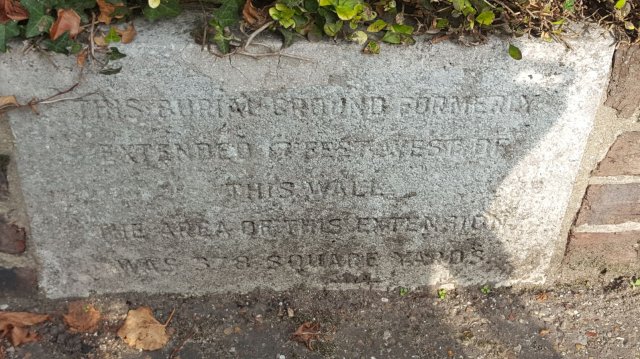 THIS BURIAL GROUND FORMERLY
EXTENDED FEET WEST OF
THIS WALL
THE AREA OF THIS EXTENSION
WAS SQUARE YARDS